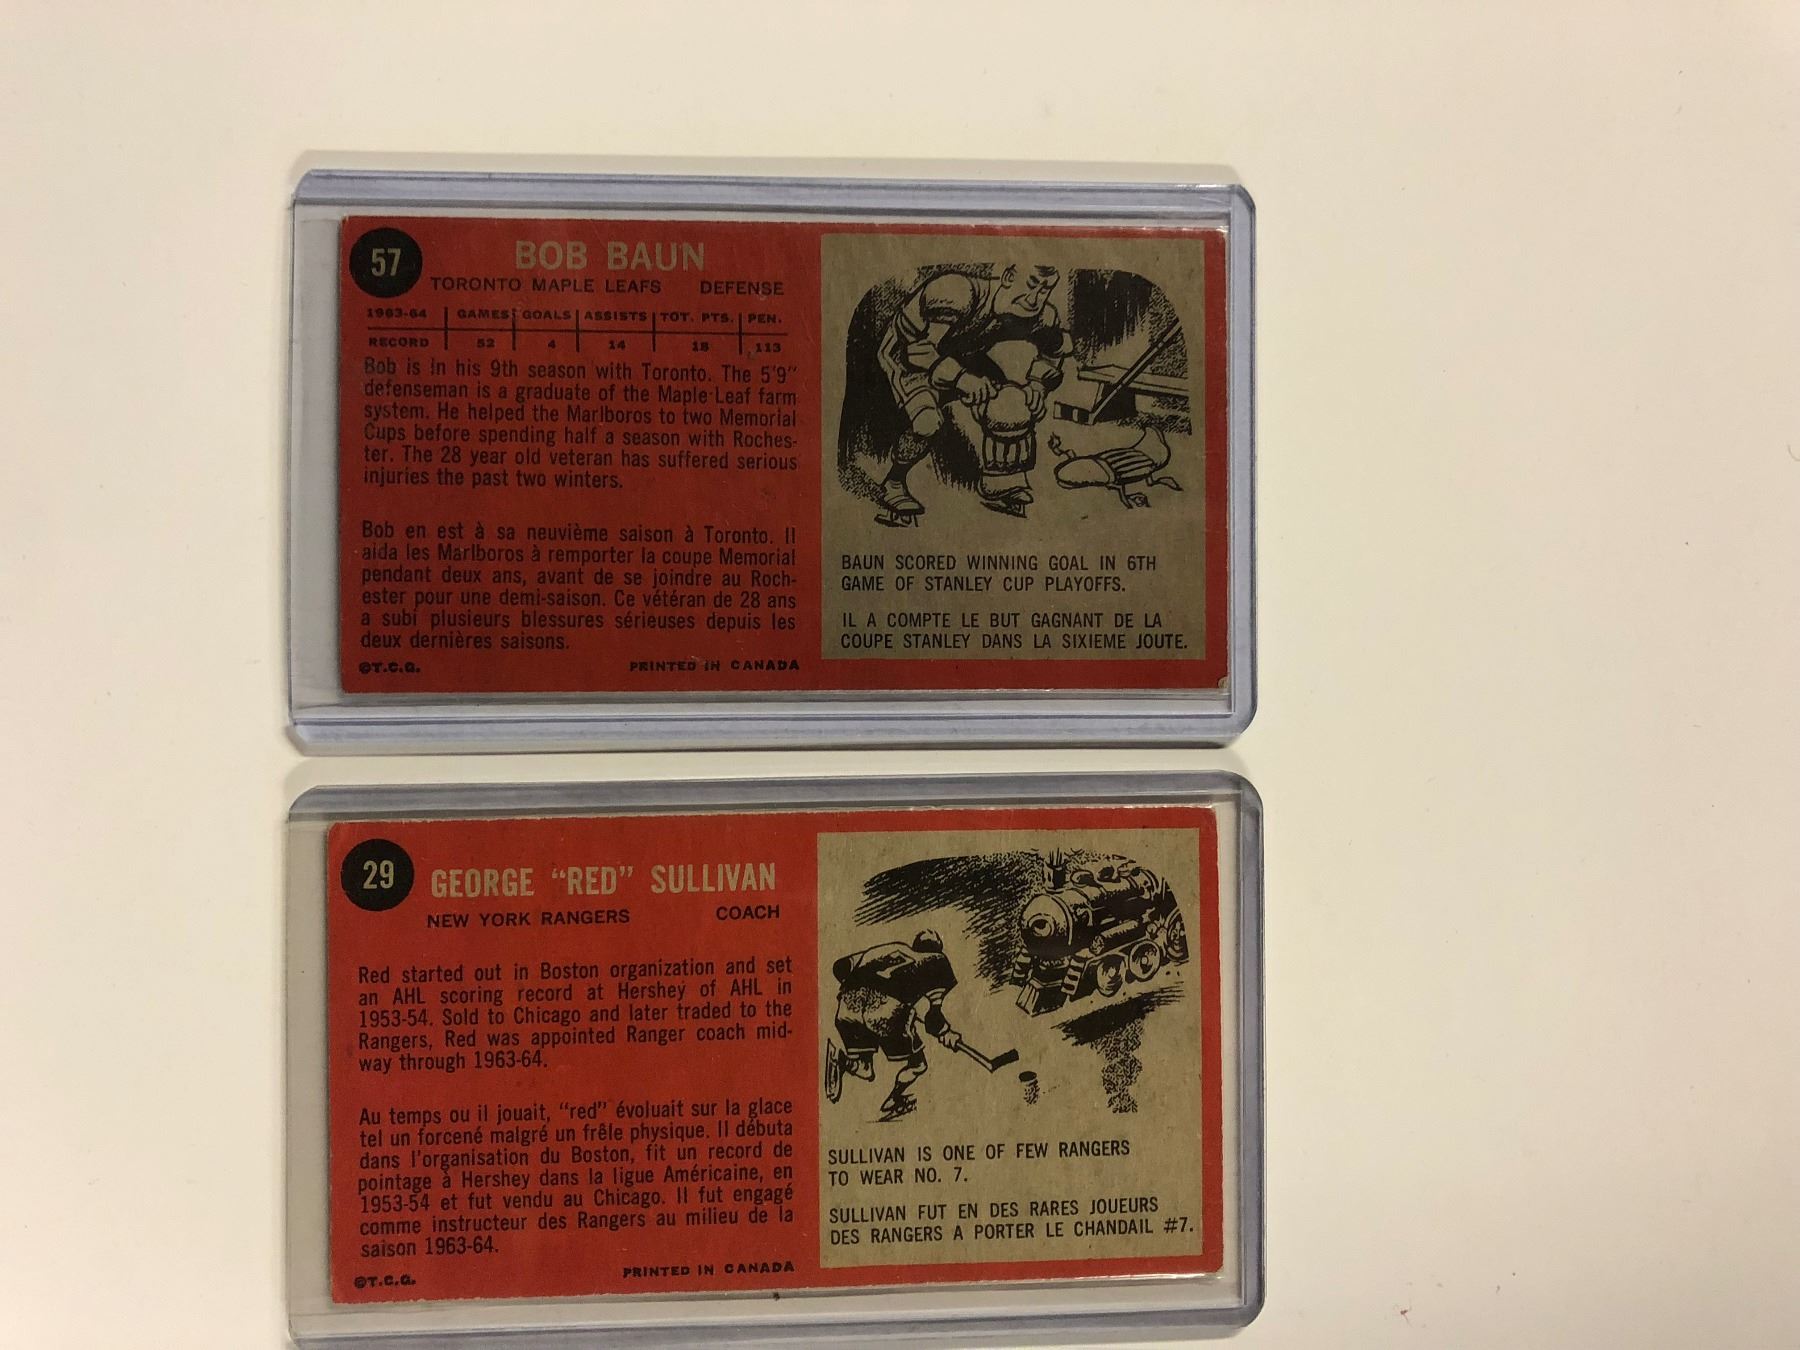 57
BOB BAUN
TORONTO MAPLE LEAFS DEFENSE
1963-64 GAMES GOALS ASSISTS TOT. PTS. PEN.
RECORD 52 4 14 18 113
Bob is in his 9th season with Toronto. The 5'9"
defenseman is a graduate of the Maple Leaf farm
system. He helped the Marlboros to two Memorial
Cups before spending half a season with Roches-
ter. The 28 year old veteran has suffered serious
injuries the past two winters.
Bob en est à sa neuvième saison à Toronto. Il
aida les Marlboros à remporter la coupe Memorial
pendant deux ans, avant de se joindre au Roch-
ester pour une demi-saison. Ce vétéran de 28 ans
a subi plusieurs blessures sérieuses depuis les
deux dernières saisons.
©T.C.G. PRINTED IN CANADA
BAUN SCORED WINNING GOAL IN 6TH
GAME OF STANLEY CUP PLAYOFFS.
IL A COMPTE LE BUT GAGNANT DE LA
COUPE STANLEY DANS LA SIXIEME JOUTE.
29
GEORGE "RED" SULLIVAN
NEW YORK RANGERS COACH
Red started out in Boston organization and set
an AHL scoring record at Hershey of AHL in
1953-54. Sold to Chicago and later traded to the
Rangers, Red was appointed Ranger coach mid-
way through 1963-64.
Au temps ou il jouait, "red" évoluait sur la glace
tel un forcené malgré un frêle physique. Il débuta
dans l'organisation du Boston, fit un record de
pointage à Hershey dans la ligue Américaine, en
1953-54 et fut vendu au Chicago. Il fut engagé
comme instructeur des Rangers au milieu de la
saison 1963-64.
©T.C.G. PRINTED IN CANADA
7
SULLIVAN IS ONE OF FEW RANGERS
TO WEAR NO. 7.
SULLIVAN FUT EN DES RARES JOUEURS
DES RANGERS A PORTER LE CHANDAIL #7.